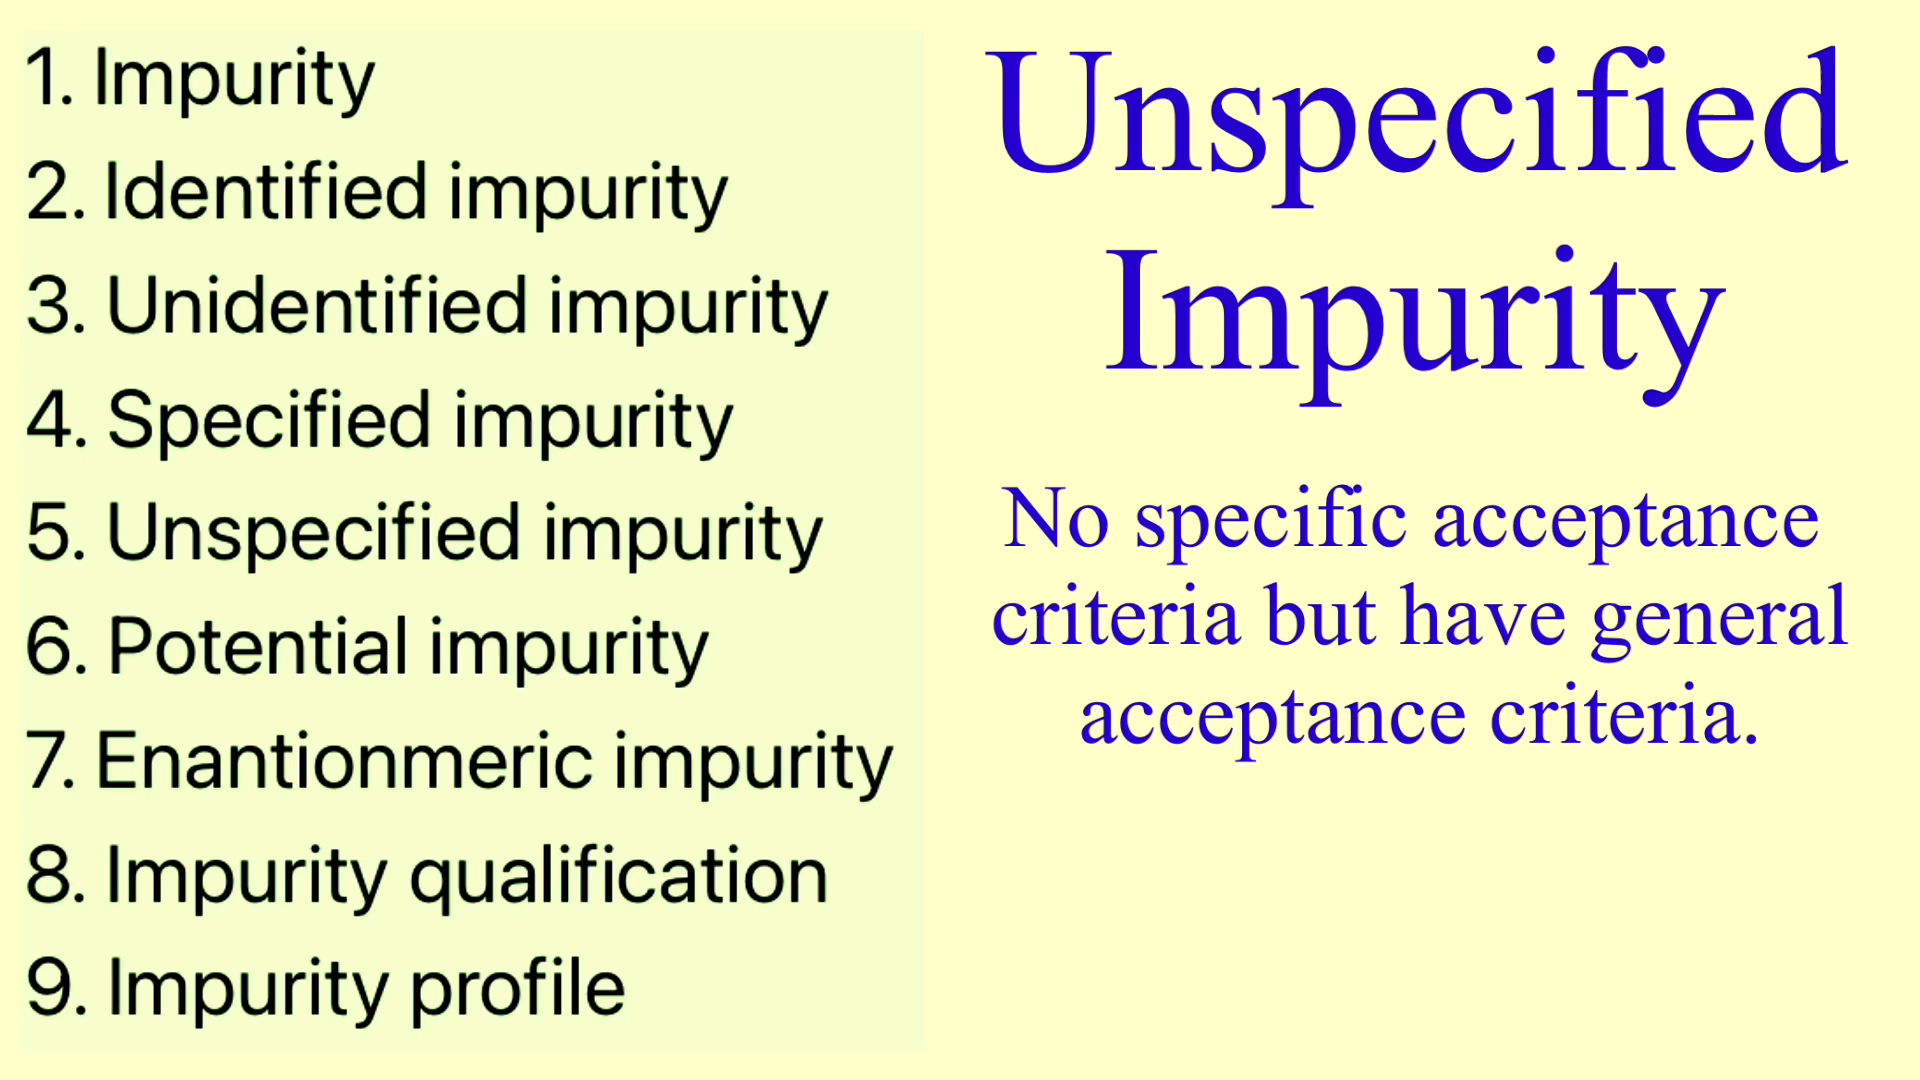 1. Impurity
2. Identified impurity
3. Unidentified impurity
4. Specified impurity
5. Unspecified impurity
6. Potential impurity
7. Enantionmeric impurity
8. Impurity qualification
9. Impurity profile
Unspecified
Impurity
No specific acceptance
criteria but have general
acceptance criteria.